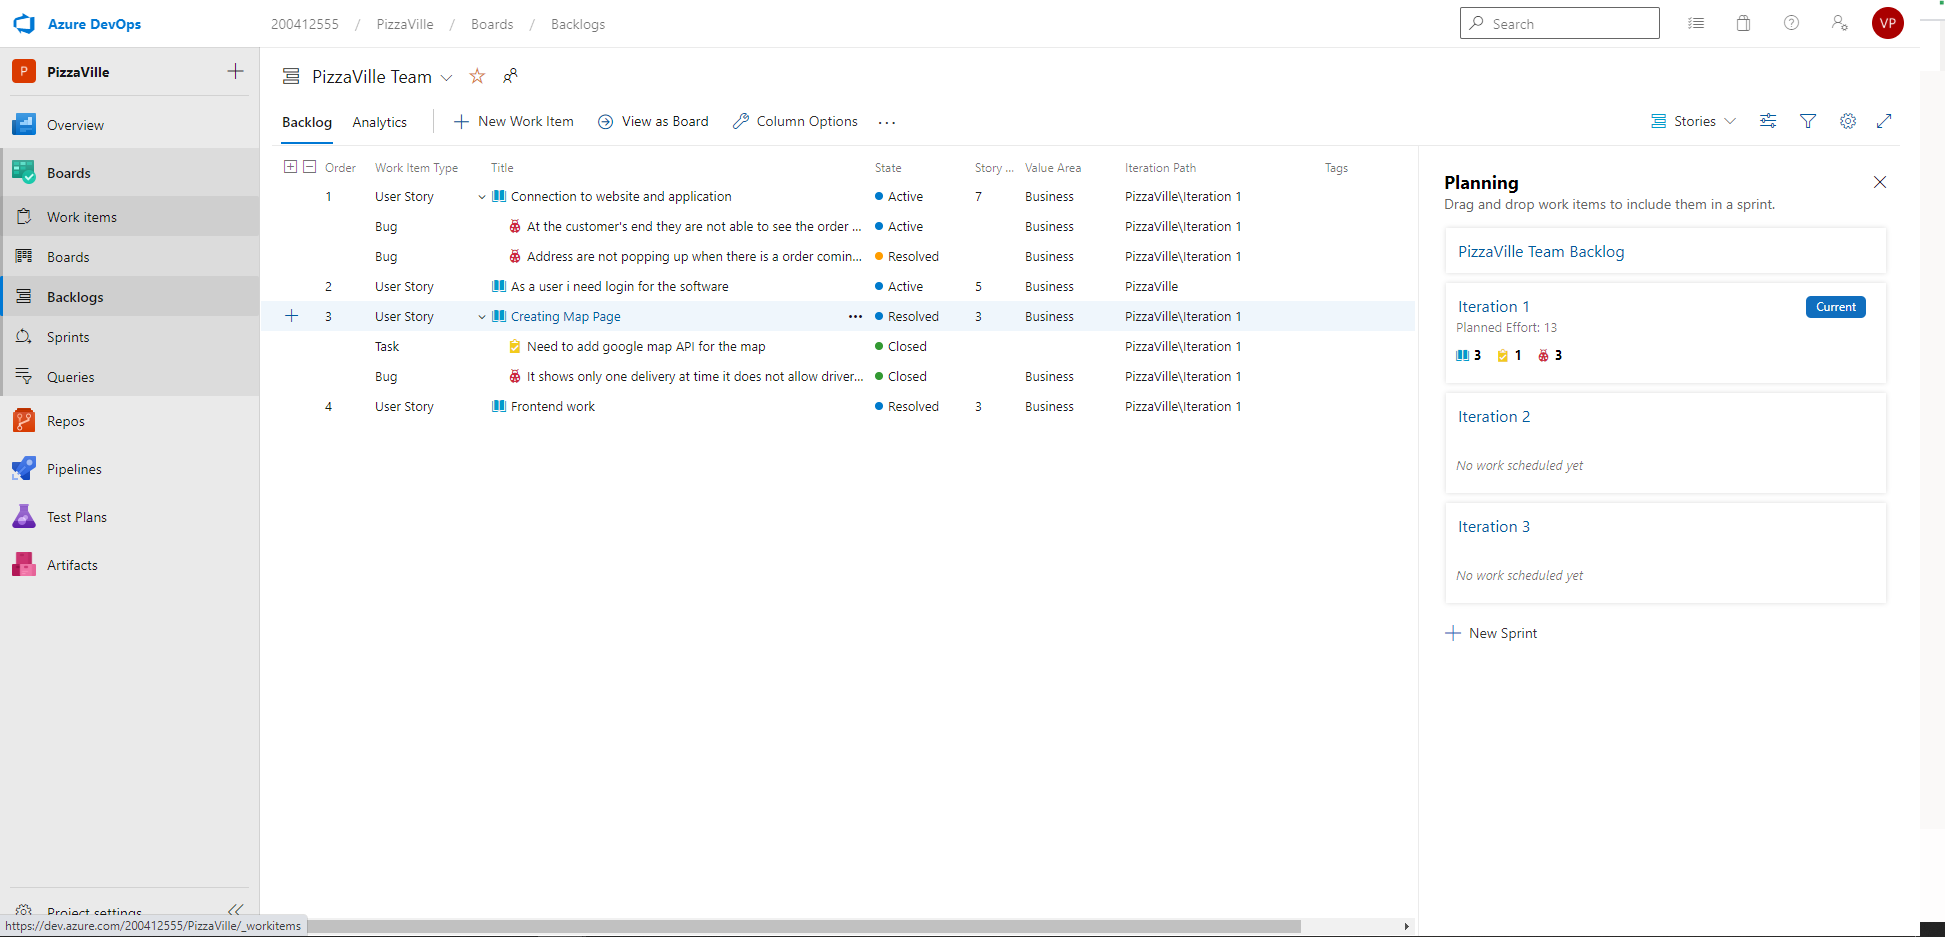 Azure DevOps
200412555 / PizzaVille / Boards / Backlogs
Search
VP
P PizzaVille
Overview
Boards
Work items
Boards
Backlogs
Sprints
Queries
Repos
Pipelines
Test Plans
Artifacts
Project settings
https://dev.azure.com/200412555/PizzaVille/_workitems
PizzaVille Team
Backlog Analytics New Work Item View as Board Column Options ... Stories
Order Work Item Type Title State Story ... Value Area Iteration Path Tags
1 User Story Connection to website and application Active 7 Business PizzaVille\Iteration 1
Bug At the customer's end they are not able to see the order ... Active Business PizzaVille\Iteration 1
Bug Address are not popping up when there is a order comin... Resolved Business PizzaVille\Iteration 1
2 User Story As a user i need login for the software Active 5 Business PizzaVille
3 User Story Creating Map Page ... Resolved 3 Business PizzaVille\Iteration 1
Task Need to add google map API for the map Closed PizzaVille\Iteration 1
Bug It shows only one delivery at time it does not allow driver... Closed Business PizzaVille\Iteration 1
4 User Story Frontend work Resolved 3 Business PizzaVille\Iteration 1
Planning
Drag and drop work items to include them in a sprint.
PizzaVille Team Backlog
Iteration 1 Current
Planned Effort: 13
3 1 3
Iteration 2
No work scheduled yet
Iteration 3
No work scheduled yet
New Sprint